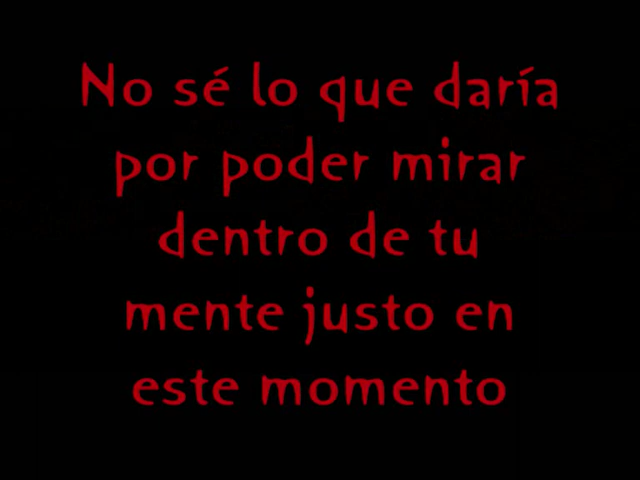 No sé lo que daría
por poder mirar
dentro de tu
mente justo en
este momento